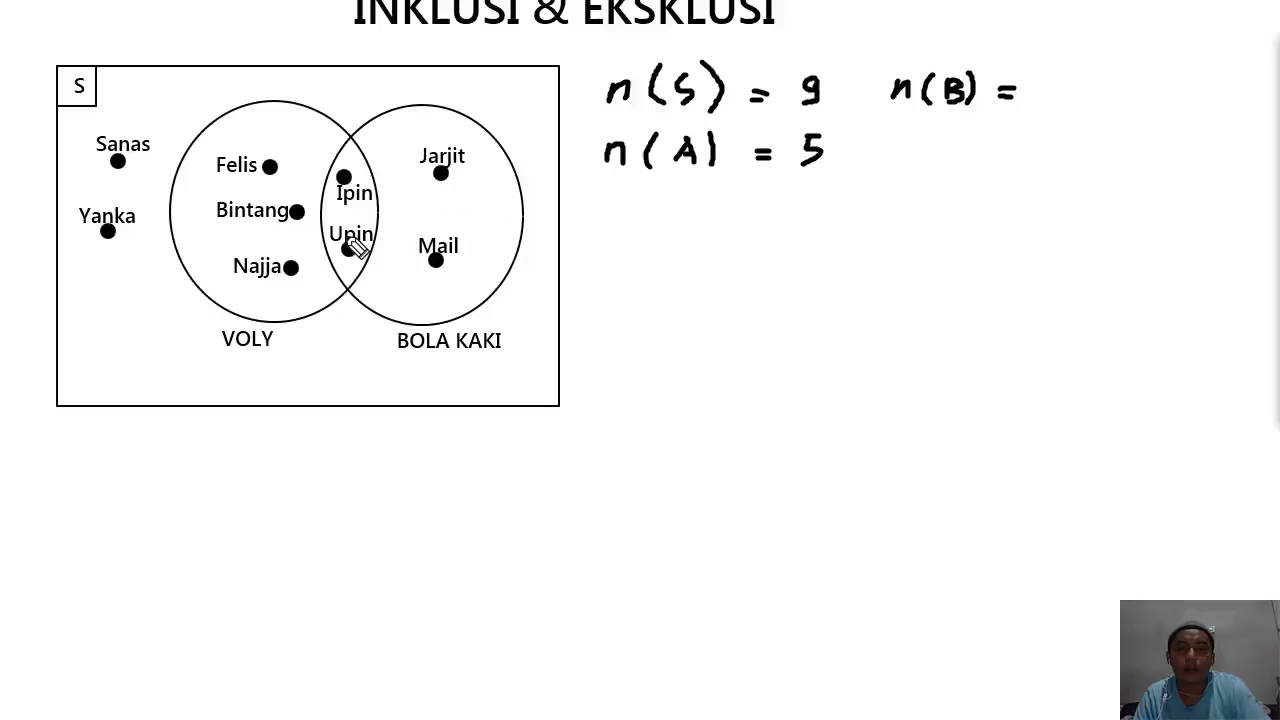 INKLUSI & EKSKLUSI
S
Sanas
Yanka
Felis
Bintang
Najja
Ipin
Upin
Jarjit
Mail
VOLY
BOLA KAKI
n(S) = 9
n(B) =
n(A) = 5